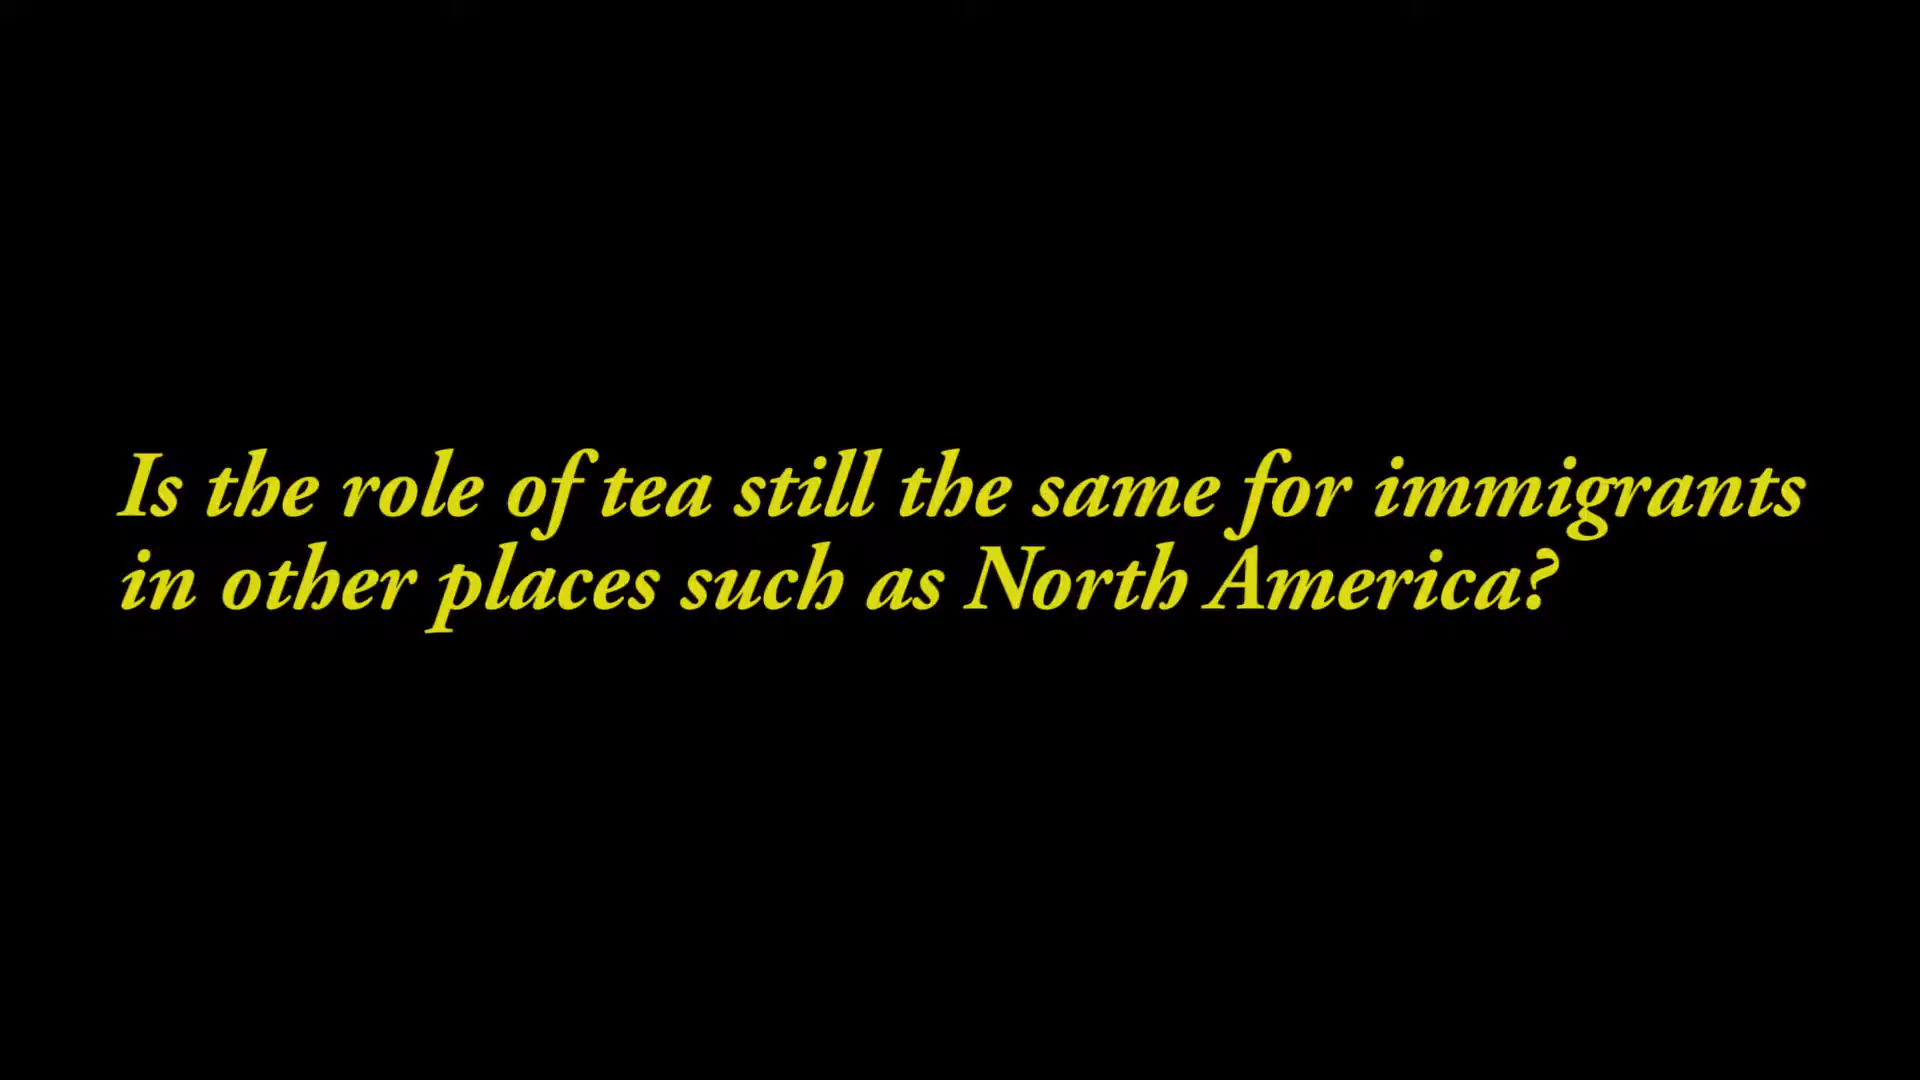 Is the role of tea still the same for immigrants
in other places such as North America?